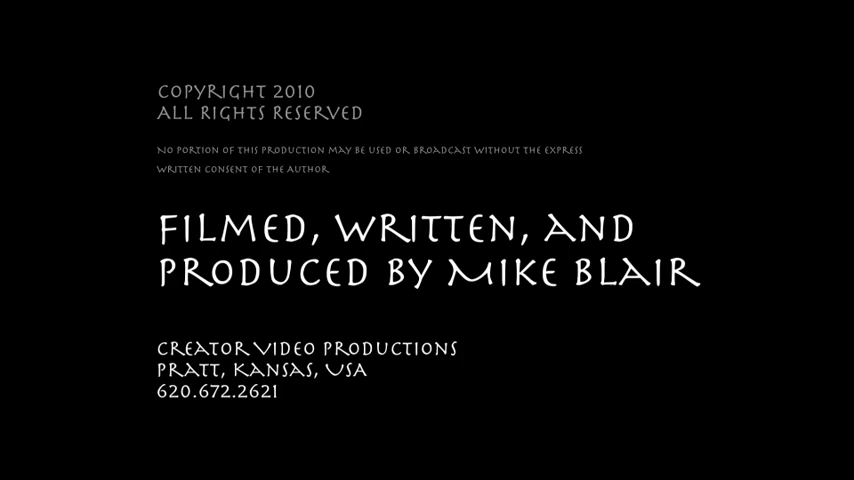 Copyright 2010
All Rights Reserved
No portion of this production may be used or broadcast without the express
written consent of the Author
Filmed, Written, and
Produced by Mike Blair
Creator Video Productions
Pratt, Kansas, USA
620.672.2621